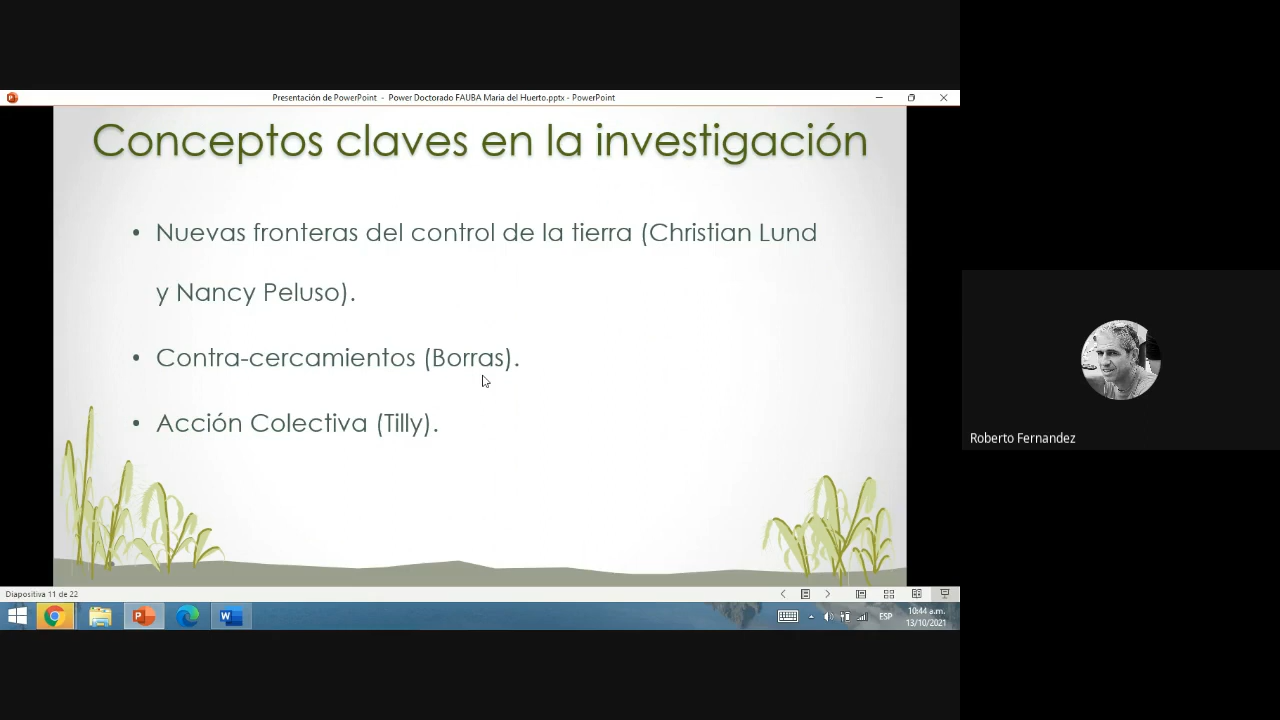 Presentación de PowerPoint - Power Doctorado FAUBA Maria del Huerto.pptx - PowerPoint
Conceptos claves en la investigación
• Nuevas fronteras del control de la tierra (Christian Lund
y Nancy Peluso).
• Contra-cercamientos (Borras).
• Acción Colectiva (Tilly).
Roberto Fernandez
Diapositiva 11 de 22
ESP
10:44 a.m.
13/10/2021